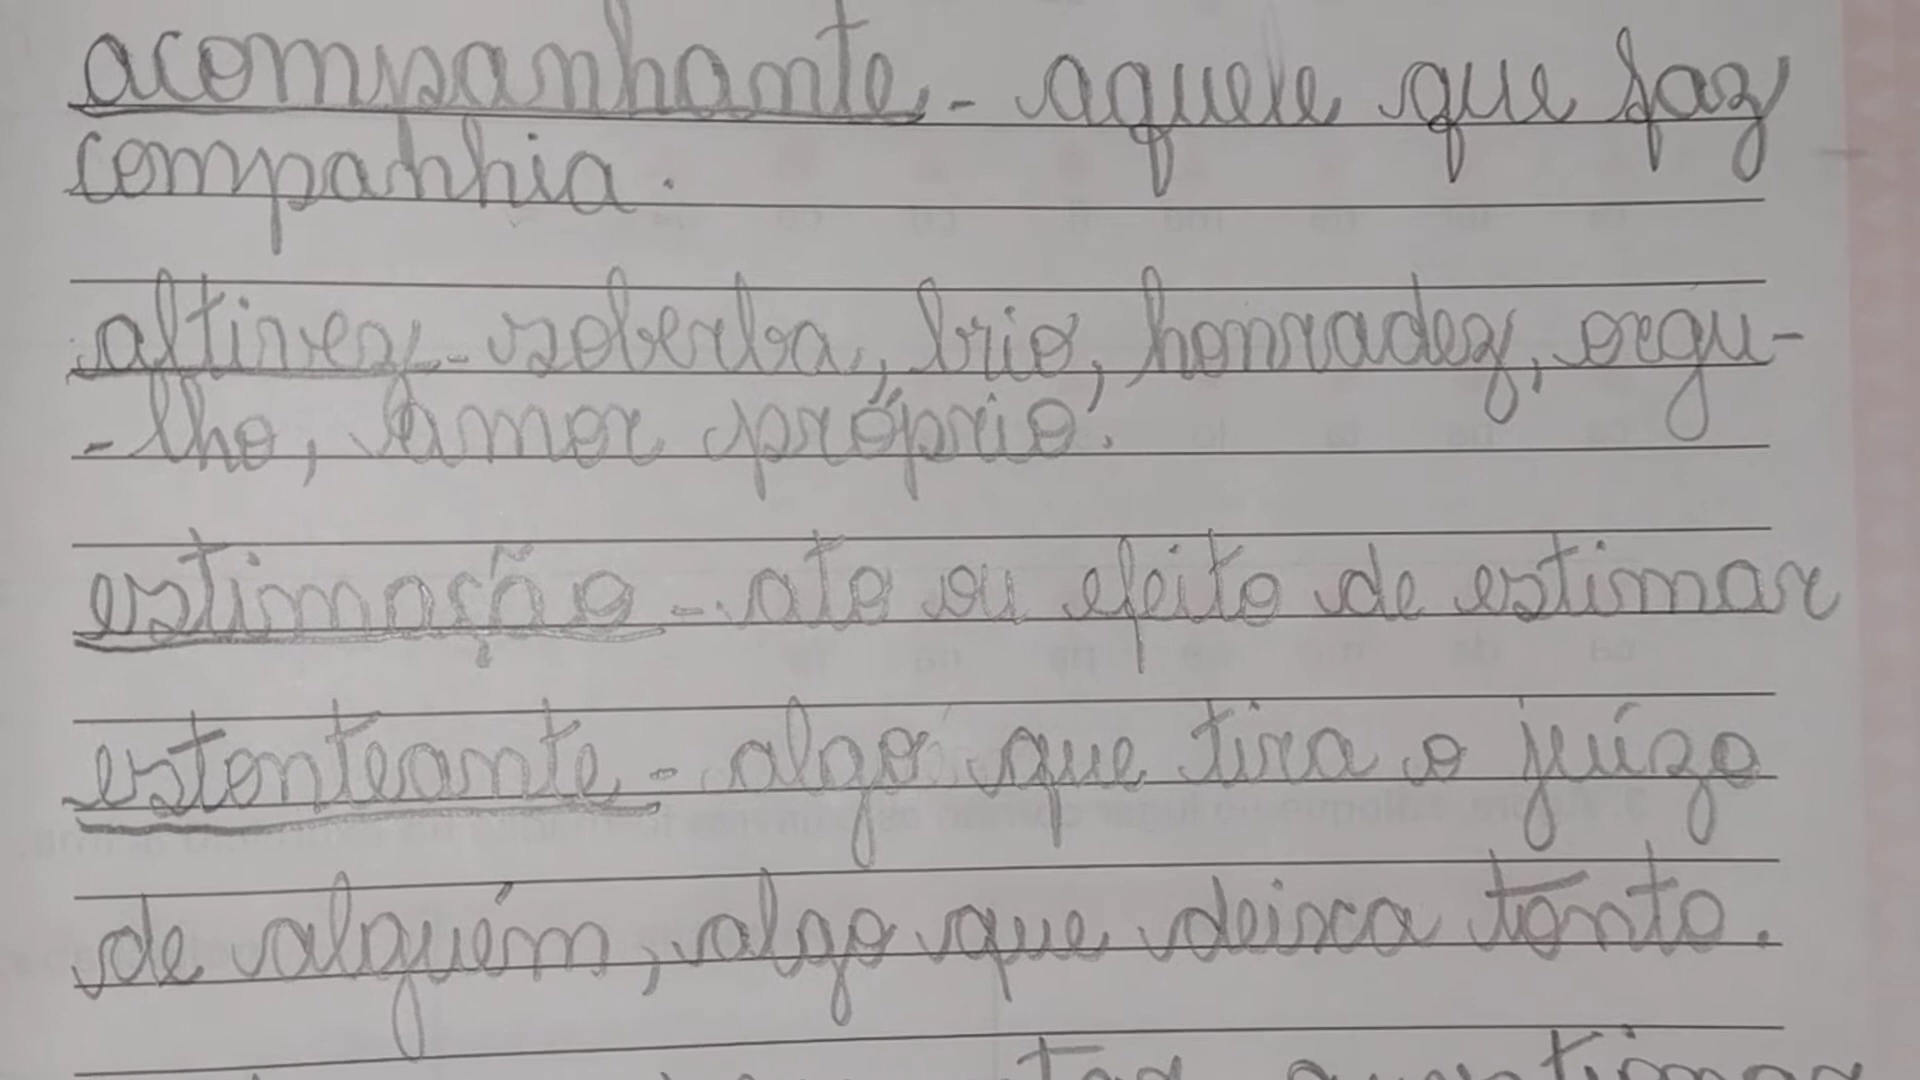 acompanhante - aquele que faz
companhia.
altivez - soberba, brio, honradez, orgu-
-lho, amor próprio.
estimação - ato ou efeito de estimar
estonteante - algo que tira o juízo
de alguém, algo que deixa tonto.